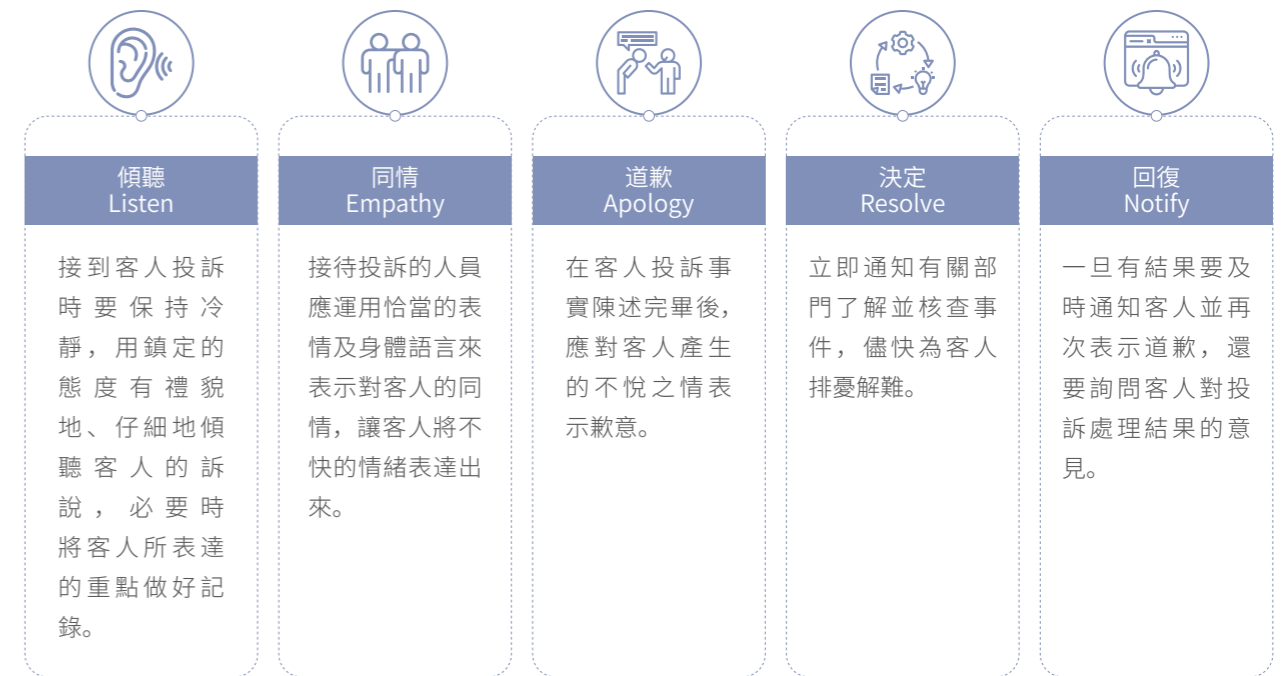 傾聽
Listen
接到客人投訴
時要保持冷
靜，用鎮定的
態度有禮貌
地、仔細地傾
聽客人的訴
說，必要時
將客人所表達
的重點做好記
錄。
同情
Empathy
接待投訴的人員
應運用恰當的表
情及身體語言來
表示對客人的同
情，讓客人將不
快的情緒表達出
來。
道歉
Apology
在客人投訴事
實陳述完畢後，
應對客人產生
的不悅之情表
示歉意。
決定
Resolve
立即通知有關部
門了解並核查事
件，儘快為客人
排憂解難。
回復
Notify
一旦有結果要及
時通知客人並再
次表示道歉，還
要詢問客人對投
訴處理結果的意
見。